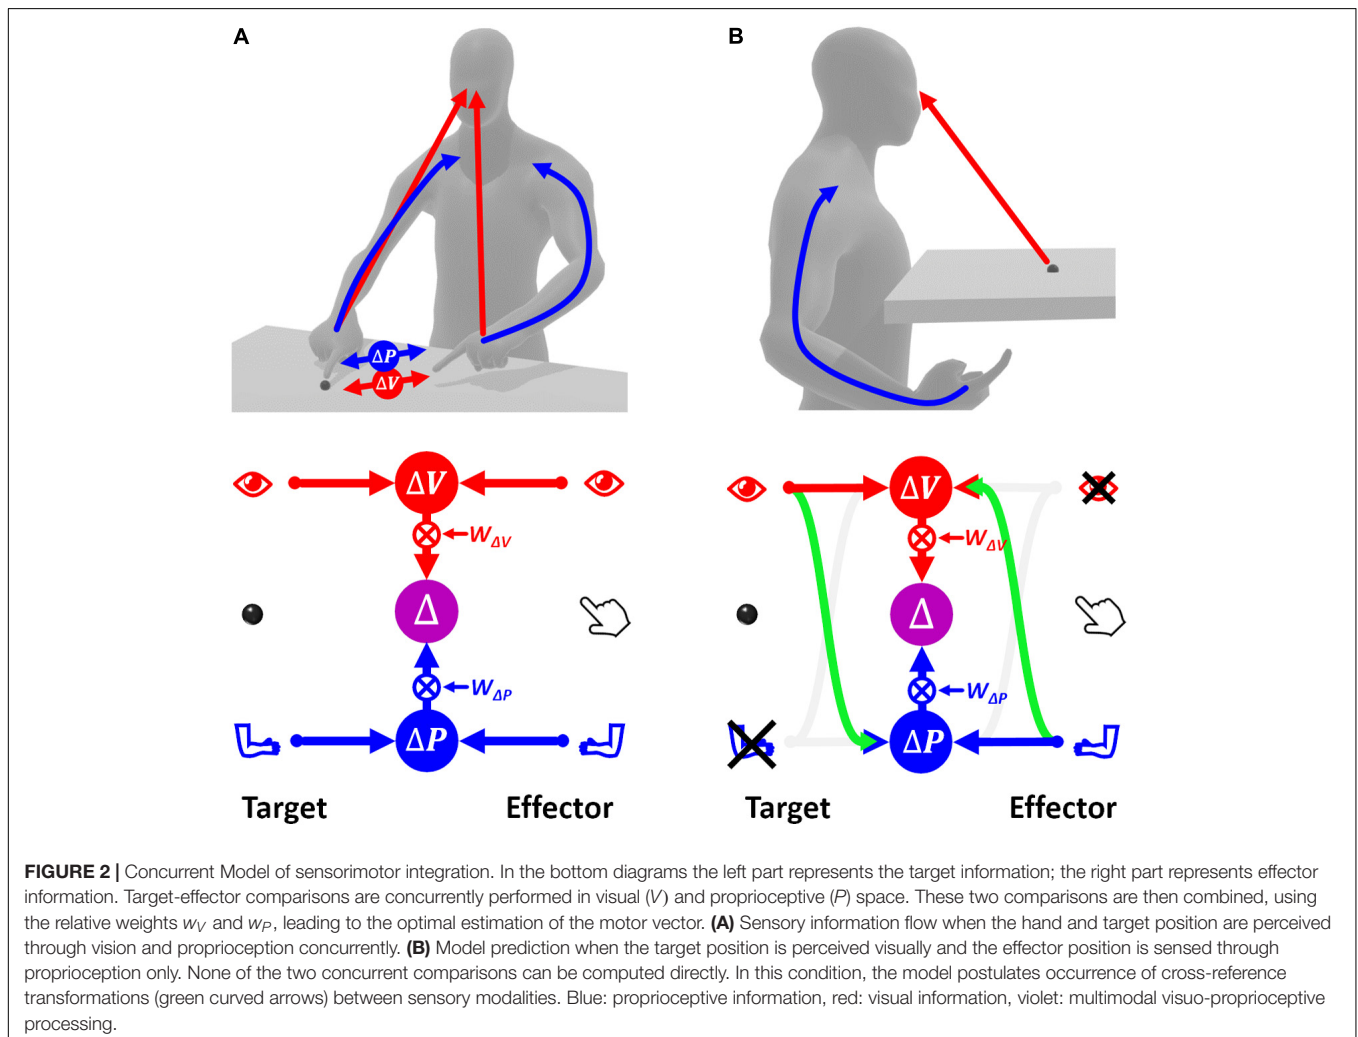 A
B
ΔP
ΔV
ΔV
ΔV
WΔV
WΔV
Δ
Δ
WΔP
WΔP
ΔP
ΔP
Target
Effector
Target
Effector
FIGURE 2 | Concurrent Model of sensorimotor integration. In the bottom diagrams the left part represents the target information; the right part represents effector
information. Target-effector comparisons are concurrently performed in visual (V) and proprioceptive (P) space. These two comparisons are then combined, using
the relative weights wV and wP, leading to the optimal estimation of the motor vector. (A) Sensory information flow when the hand and target position are perceived
through vision and proprioception concurrently. (B) Model prediction when the target position is perceived visually and the effector position is sensed through
proprioception only. None of the two concurrent comparisons can be computed directly. In this condition, the model postulates occurrence of cross-reference
transformations (green curved arrows) between sensory modalities. Blue: proprioceptive information, red: visual information, violet: multimodal visuo-proprioceptive
processing.